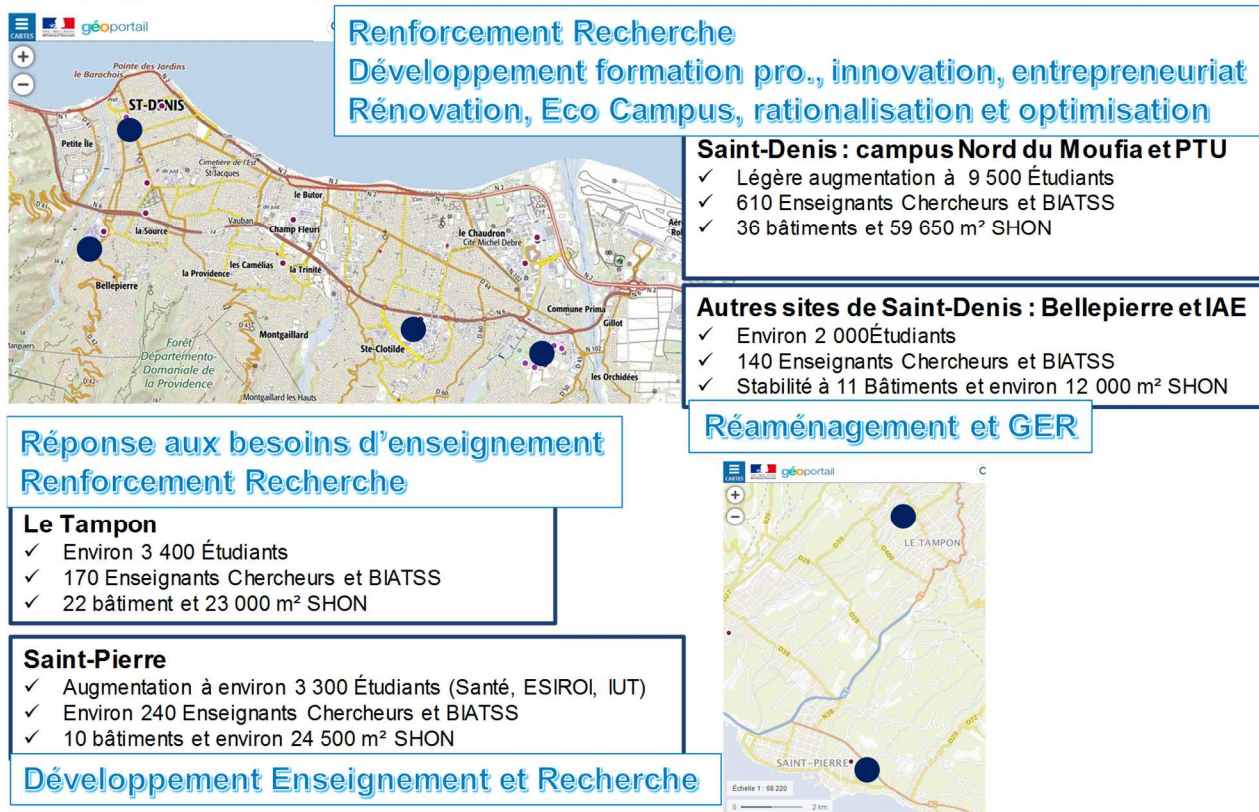 CARTES
géoportail
+
−
Pointe des Jardins
le Barachois
ST-DENIS
Petite Île
Cimetière de l'Est
St-Jacques
le Butor
la Source
Vauban
Champ Fleuri
le Chaudron
Cité Michel Debré
les Camélias
la Trinité
la Providence
Bellepierre
Montgaillard
Ste-Clotilde
Commune Prima
Gillot
les Orchidées
Forêt
Départemento-
Domaniale de
la Providence
Montgaillard les Hauts
Renforcement Recherche
Développement formation pro., innovation, entrepreneuriat
Rénovation, Eco Campus, rationalisation et optimisation
Saint-Denis : campus Nord du Moufia et PTU
✓ Légère augmentation à 9 500 Étudiants
✓ 610 Enseignants Chercheurs et BIATSS
✓ 36 bâtiments et 59 650 m² SHON
Autres sites de Saint-Denis : Bellepierre et IAE
✓ Environ 2 000Étudiants
✓ 140 Enseignants Chercheurs et BIATSS
✓ Stabilité à 11 Bâtiments et environ 12 000 m² SHON
Réaménagement et GER
Réponse aux besoins d'enseignement
Renforcement Recherche
Le Tampon
✓ Environ 3 400 Étudiants
✓ 170 Enseignants Chercheurs et BIATSS
✓ 22 bâtiment et 23 000 m² SHON
Saint-Pierre
✓ Augmentation à environ 3 300 Étudiants (Santé, ESIROI, IUT)
✓ Environ 240 Enseignants Chercheurs et BIATSS
✓ 10 bâtiments et environ 24 500 m² SHON
Développement Enseignement et Recherche
CARTES
géoportail
+
−
LE TAMPON
SAINT-PIERRE
Échelle 1 : 68 220
0 2 km